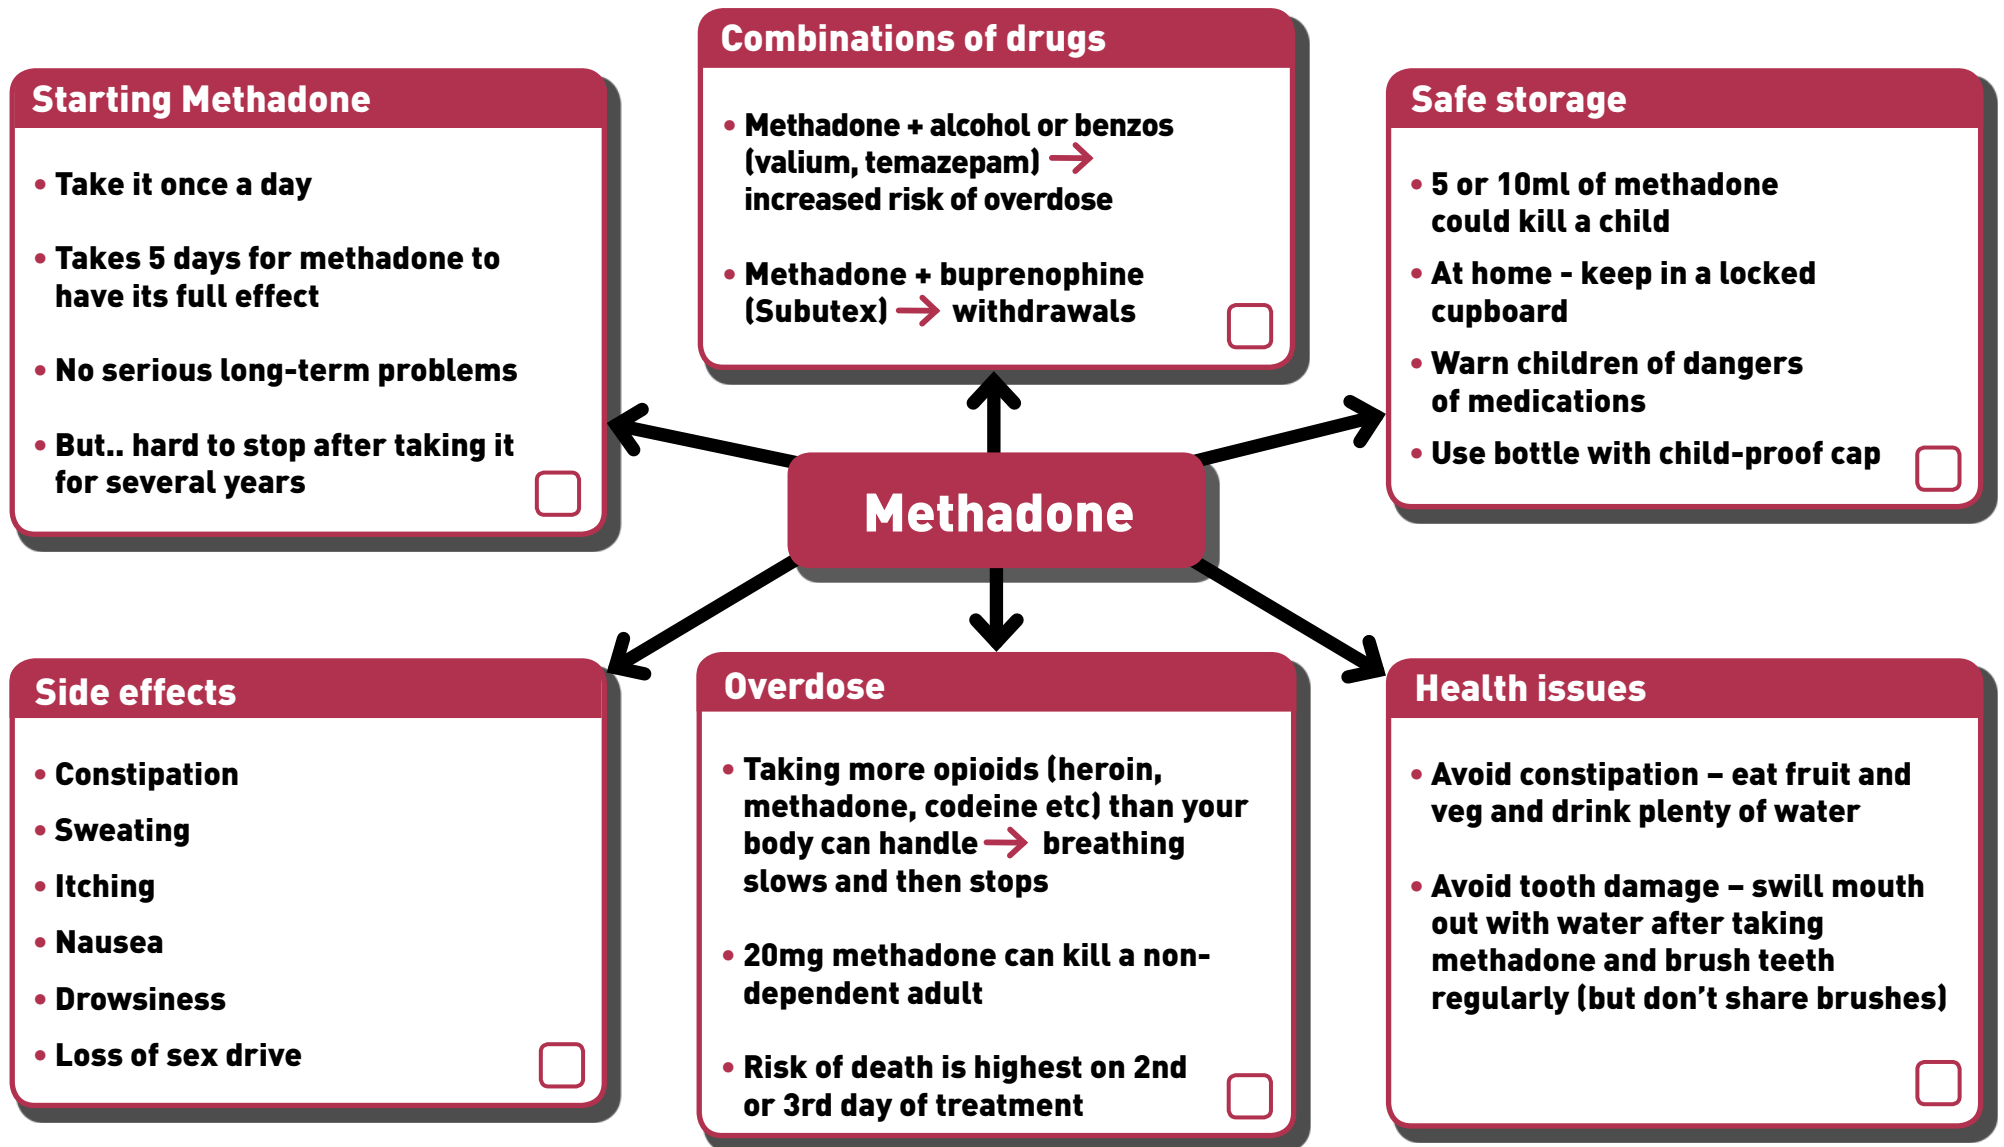 Starting Methadone
• Take it once a day
• Takes 5 days for methadone to
have its full effect
• No serious long-term problems
• But.. hard to stop after taking it
for several years
Combinations of drugs
• Methadone + alcohol or benzos
(valium, temazepam) →
increased risk of overdose
• Methadone + buprenophine
(Subutex) → withdrawals
Safe storage
• 5 or 10ml of methadone
could kill a child
• At home - keep in a locked
cupboard
• Warn children of dangers
of medications
• Use bottle with child-proof cap
Methadone
Side effects
• Constipation
• Sweating
• Itching
• Nausea
• Drowsiness
• Loss of sex drive
Overdose
• Taking more opioids (heroin,
methadone, codeine etc) than your
body can handle → breathing
slows and then stops
• 20mg methadone can kill a non-
dependent adult
• Risk of death is highest on 2nd
or 3rd day of treatment
Health issues
• Avoid constipation – eat fruit and
veg and drink plenty of water
• Avoid tooth damage – swill mouth
out with water after taking
methadone and brush teeth
regularly (but don’t share brushes)